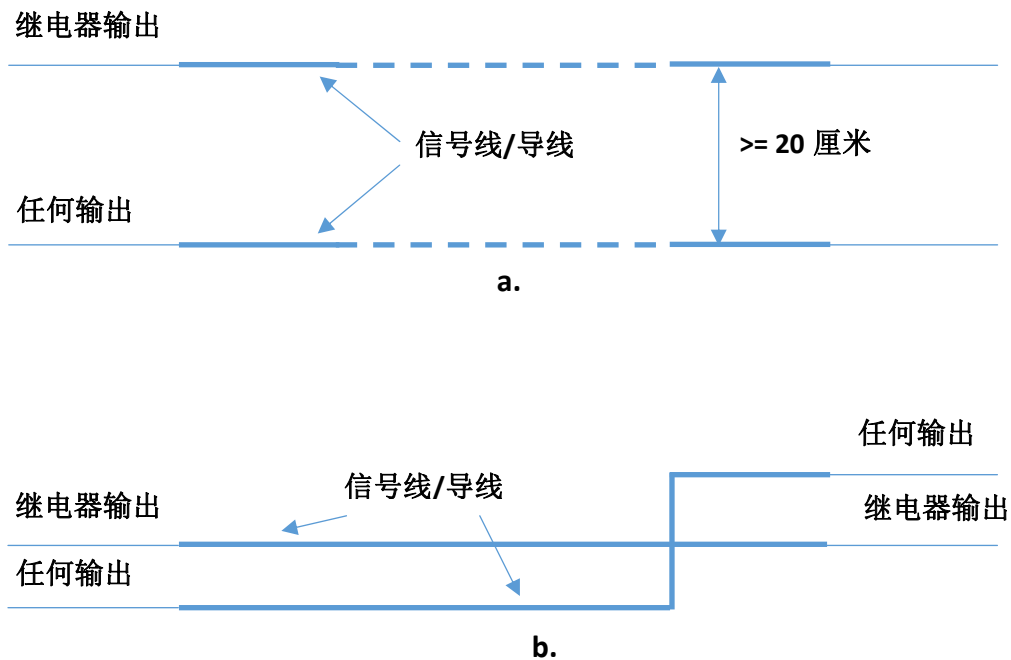 继电器输出
信号线/导线
>= 20 厘米
任何输出
a.
任何输出
信号线/导线
继电器输出
继电器输出
任何输出
b.